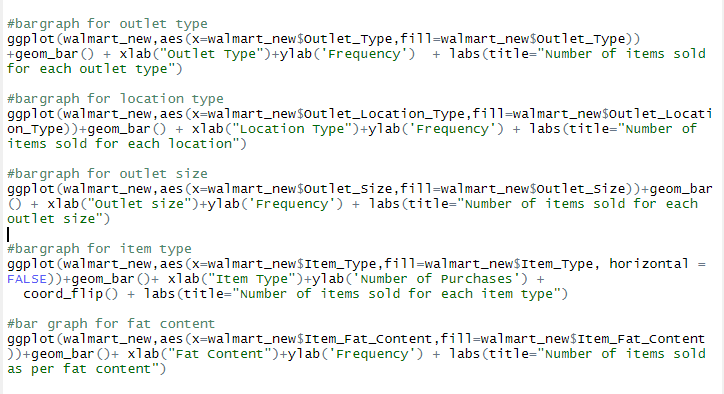 #bargraph for outlet type
ggplot(walmart_new,aes(x=walmart_new$Outlet_Type,fill=walmart_new$Outlet_Type))
+geom_bar() + xlab("Outlet Type")+ylab('Frequency')  + labs(title="Number of items sold
for each outlet type")
#bargraph for location type
ggplot(walmart_new,aes(x=walmart_new$Outlet_Location_Type,fill=walmart_new$Outlet_Locati
on_Type))+geom_bar() + xlab("Location Type")+ylab('Frequency') + labs(title="Number of
items sold for each location")
#bargraph for outlet size
ggplot(walmart_new,aes(x=walmart_new$Outlet_Size,fill=walmart_new$Outlet_Size))+geom_bar
() + xlab("Outlet size")+ylab('Frequency') + labs(title="Number of items sold for each
outlet size")
#bargraph for item type
ggplot(walmart_new,aes(x=walmart_new$Item_Type,fill=walmart_new$Item_Type, horizontal =
FALSE))+geom_bar()+ xlab("Item Type")+ylab('Number of Purchases') +
  coord_flip() + labs(title="Number of items sold for each item type")
#bar graph for fat content
ggplot(walmart_new,aes(x=walmart_new$Item_Fat_Content,fill=walmart_new$Item_Fat_Content
))+geom_bar()+ xlab("Fat Content")+ylab('Frequency') + labs(title="Number of items sold
as per fat content")